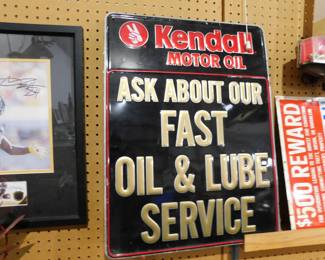 Kendall
MOTOR OIL
ASK ABOUT OUR
FAST
OIL & LUBE
SERVICE
$500 REWARD